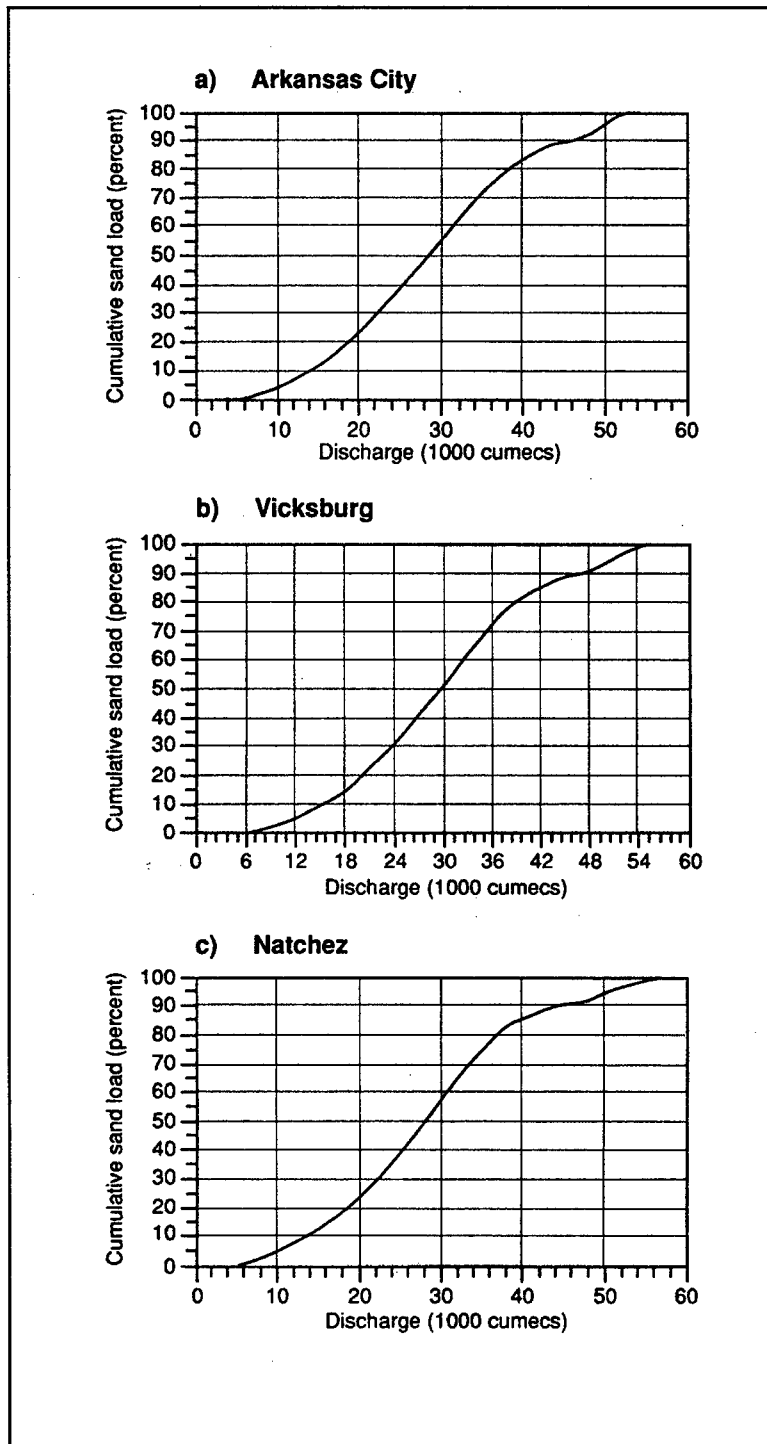 a) Arkansas City
Cumulative sand load (percent)
100
90
80
70
60
50
40
30
20
10
0
0 10 20 30 40 50 60
Discharge (1000 cumecs)
b) Vicksburg
Cumulative sand load (percent)
100
90
80
70
60
50
40
30
20
10
0
0 6 12 18 24 30 36 42 48 54 60
Discharge (1000 cumecs)
c) Natchez
Cumulative sand load (percent)
100
90
80
70
60
50
40
30
20
10
0
0 10 20 30 40 50 60
Discharge (1000 cumecs)